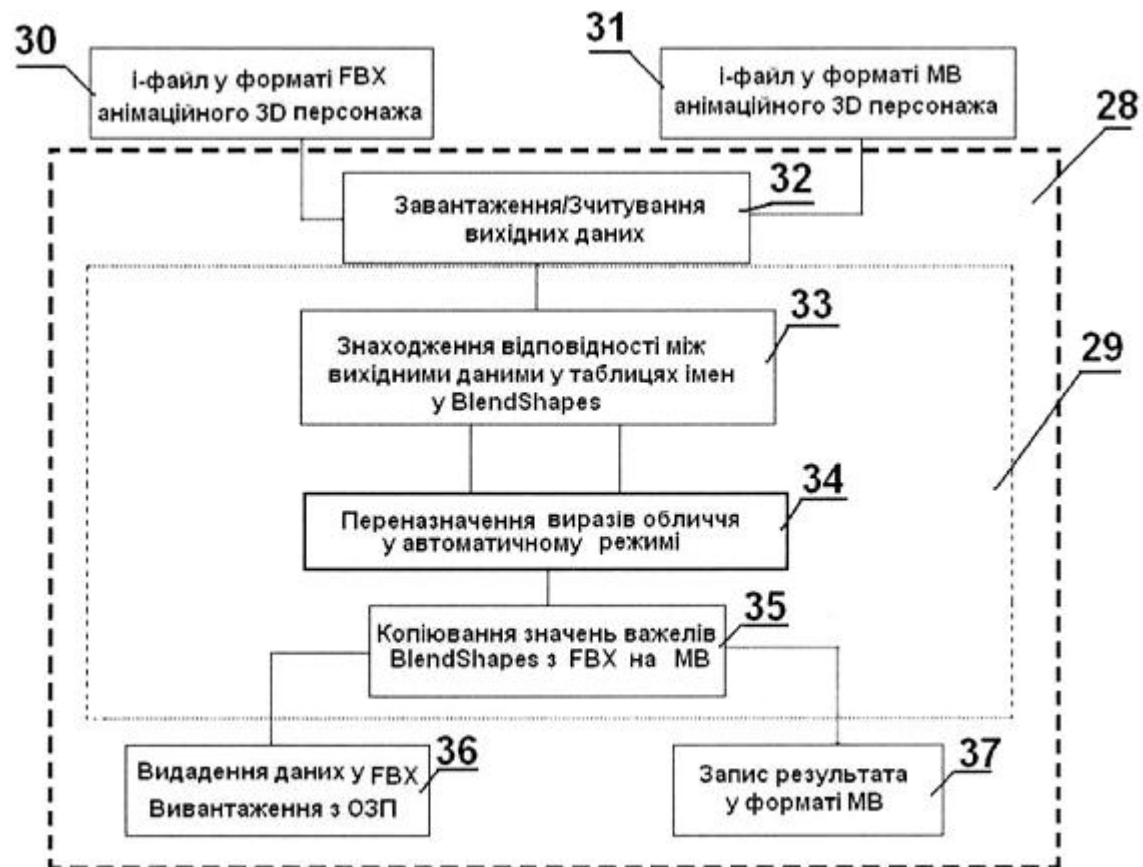 30
і-файл у форматі FBX
анімаційного 3D персонажа
31
і-файл у форматі MB
анімаційного 3D персонажа
28
32
Завантаження/Зчитування
вихідних даних
33
Знаходження відповідності між
вихідними даними у таблицях імен
у BlendShapes
29
34
Переназначення виразів обличчя
у автоматичному режимі
35
Копіювання значень важелів
BlendShapes з FBX на MB
36
Видадення даних у FBX
Вивантаження з ОЗП
37
Запис результата
у форматі MB